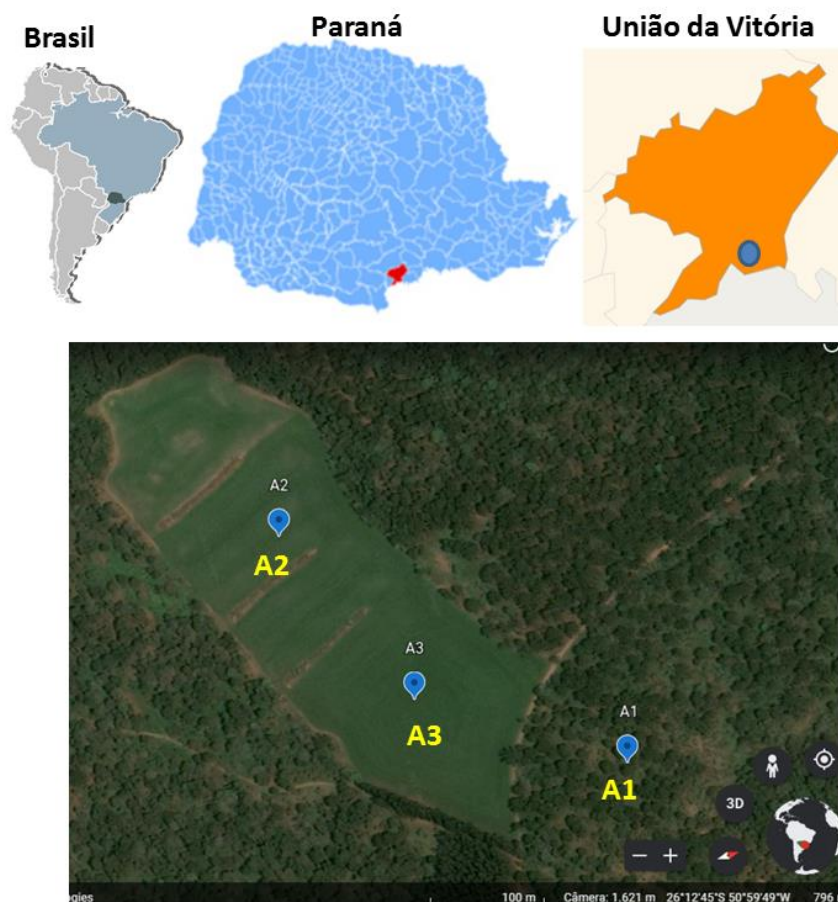 Brasil
Paraná
União da Vitória
A2
A2
A3
A3
A1
A1
3D
100 m
Câmera: 1.621 m 26°12'45"S 50°59'49"W 796